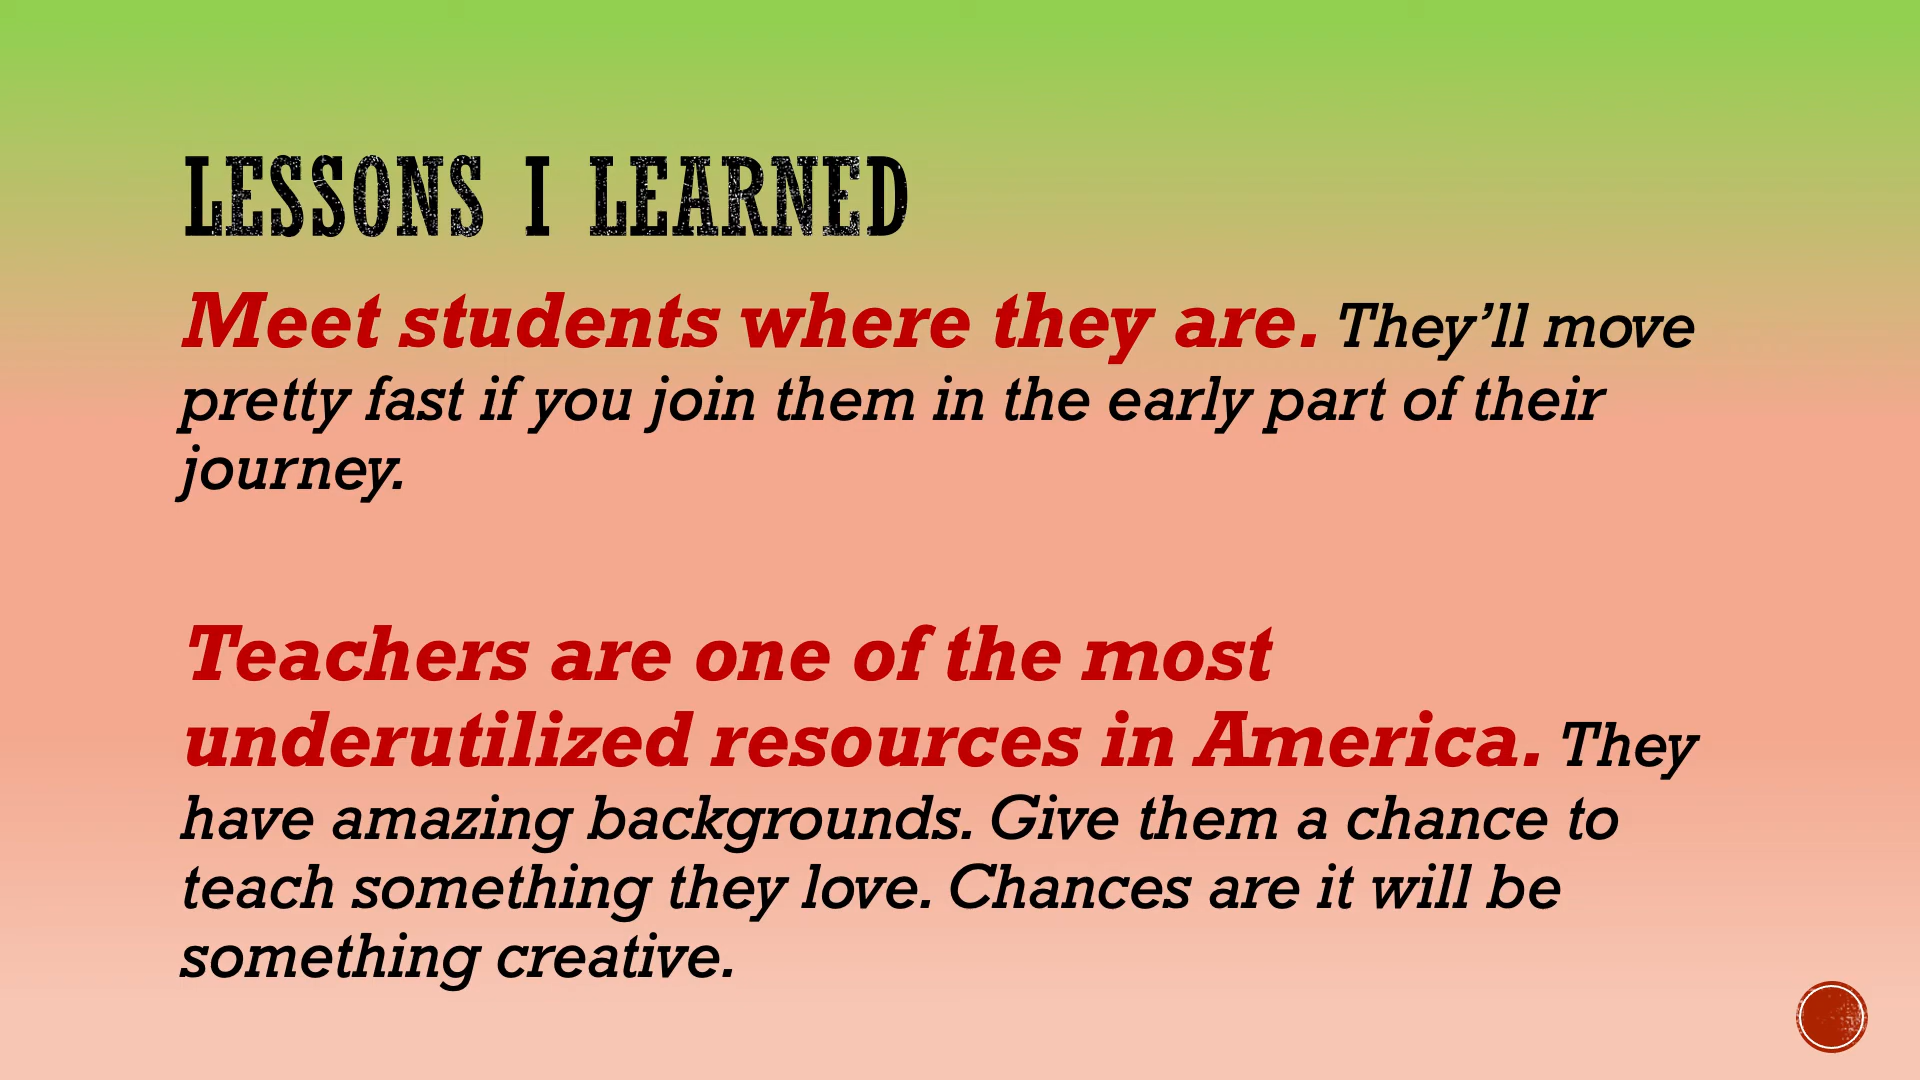 LESSONS I LEARNED
Meet students where they are. They’ll move
pretty fast if you join them in the early part of their
journey.
Teachers are one of the most
underutilized resources in America. They
have amazing backgrounds. Give them a chance to
teach something they love. Chances are it will be
something creative.